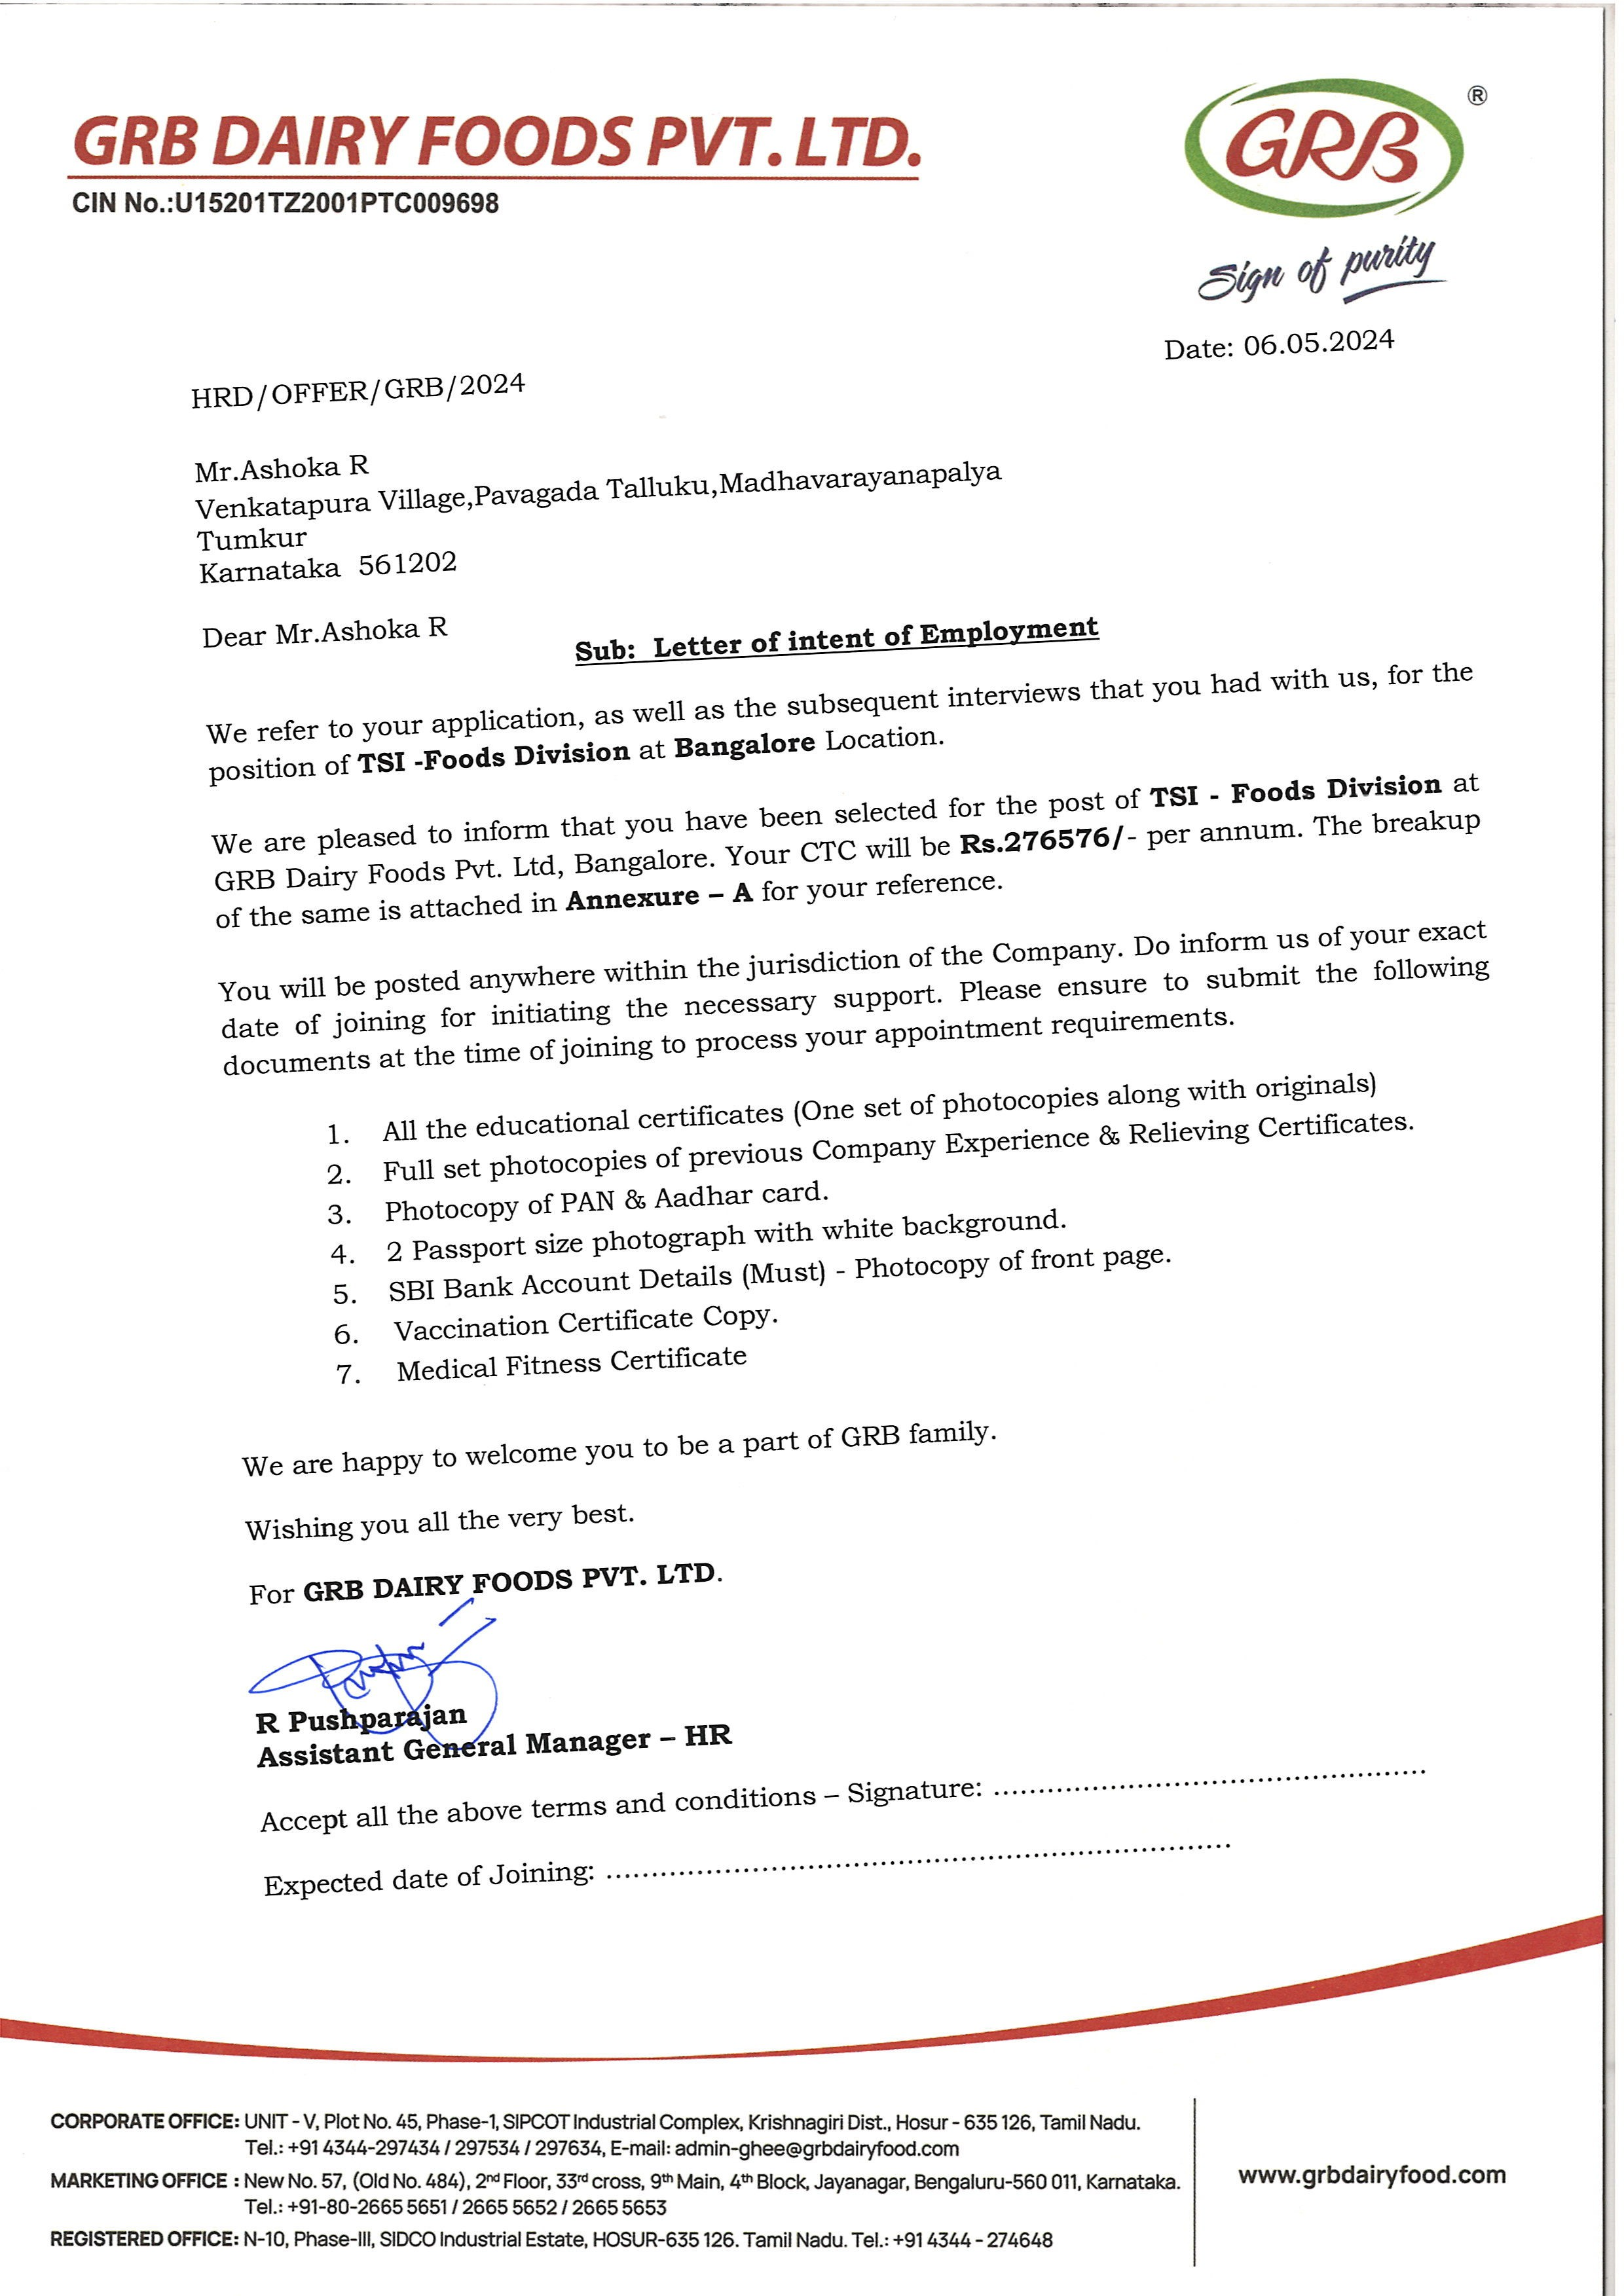 GRB DAIRY FOODS PVT. LTD.
CIN No.:U15201TZ2001PTC009698
GRB ®
Sign of purity
Date: 06.05.2024
HRD/OFFER/GRB/2024
Mr.Ashoka R
Venkatapura Village,Pavagada Talluku,Madhavarayanapalya
Tumkur
Karnataka 561202
Dear Mr.Ashoka R
Sub: Letter of intent of Employment
We refer to your application, as well as the subsequent interviews that you had with us, for the
position of TSI -Foods Division at Bangalore Location.
We are pleased to inform that you have been selected for the post of TSI - Foods Division at
GRB Dairy Foods Pvt. Ltd, Bangalore. Your CTC will be Rs.276576/- per annum. The breakup
of the same is attached in Annexure – A for your reference.
You will be posted anywhere within the jurisdiction of the Company. Do inform us of your exact
date of joining for initiating the necessary support. Please ensure to submit the following
documents at the time of joining to process your appointment requirements.
1. All the educational certificates (One set of photocopies along with originals)
2. Full set photocopies of previous Company Experience & Relieving Certificates.
3. Photocopy of PAN & Aadhar card.
4. 2 Passport size photograph with white background.
5. SBI Bank Account Details (Must) - Photocopy of front page.
6. Vaccination Certificate Copy.
7. Medical Fitness Certificate
We are happy to welcome you to be a part of GRB family.
Wishing you all the very best.
For GRB DAIRY FOODS PVT. LTD.
R Pushparajan
Assistant General Manager – HR
Accept all the above terms and conditions – Signature: ................................................
Expected date of Joining: .....................................................................
CORPORATE OFFICE: UNIT - V, Plot No. 45, Phase-1, SIPCOT Industrial Complex, Krishnagiri Dist., Hosur - 635 126, Tamil Nadu.
Tel.: +91 4344-297434 / 297534 / 297634, E-mail: admin-ghee@grbdairyfood.com
MARKETING OFFICE : New No. 57, (Old No. 484), 2nd Floor, 33rd cross, 9th Main, 4th Block, Jayanagar, Bengaluru-560 011, Karnataka.
Tel.: +91-80-2665 5651 / 2665 5652 / 2665 5653
REGISTERED OFFICE: N-10, Phase-III, SIDCO Industrial Estate, HOSUR-635 126. Tamil Nadu. Tel.: +91 4344 - 274648
www.grbdairyfood.com